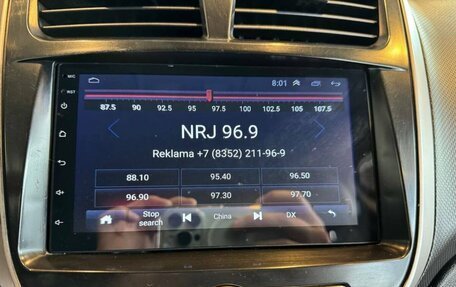 MIC
8:01
RST
87.5 90 92.5 95 97.5 100 102.5 105 107.5
NRJ 96.9
Reklama +7 (8352) 211-96-9
88.10 95.40 96.50
96.90 97.30 97.70
Stop search China DX